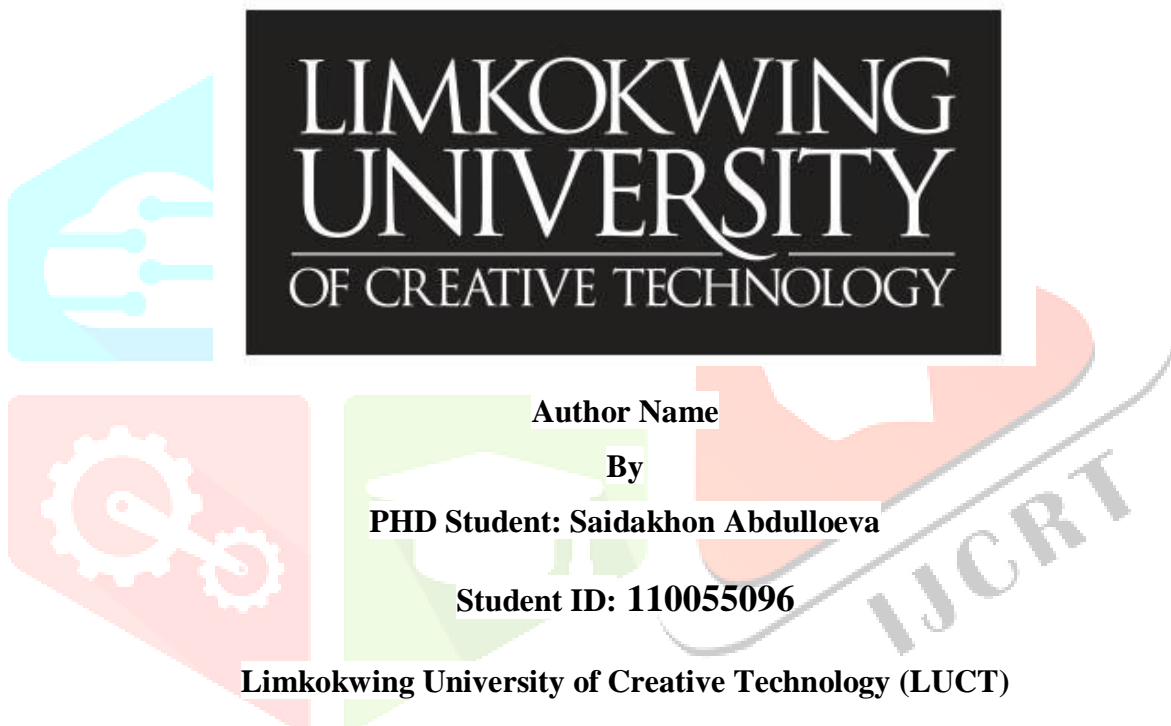 LIMKOKWING
UNIVERSITY
OF CREATIVE TECHNOLOGY
Author Name
By
PHD Student: Saidakhon Abdulloeva
Student ID: 110055096
IJCRT
Limkokwing University of Creative Technology (LUCT)